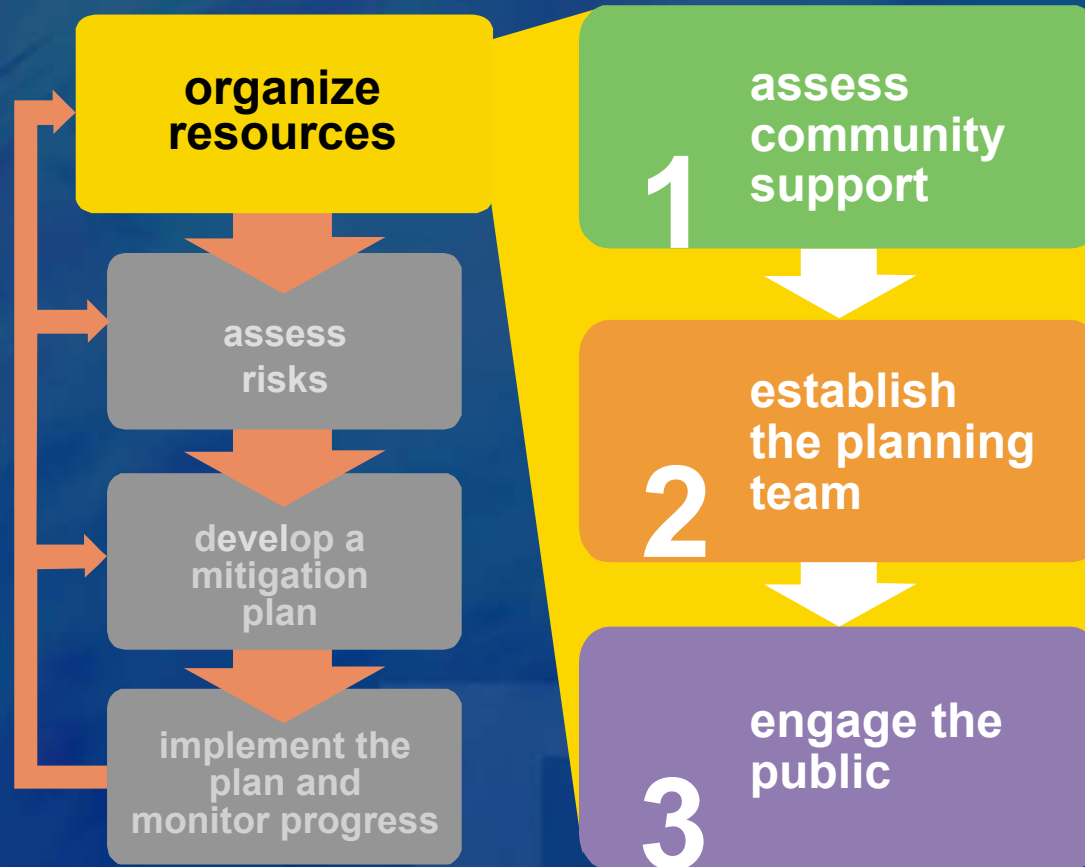 organize
resources
assess
risks
develop a
mitigation
plan
implement the
plan and
monitor progress
1
assess
community
support
2
establish
the planning
team
3
engage the
public